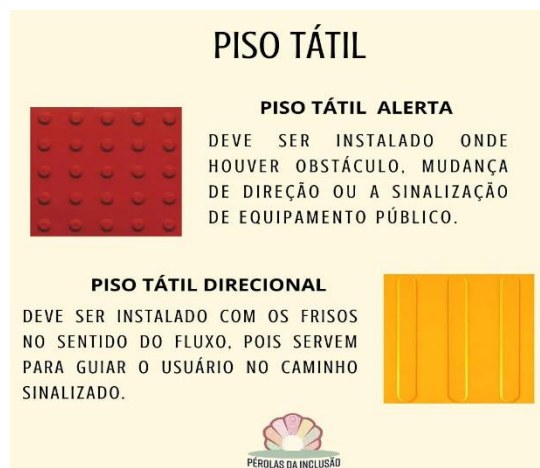 PISO TÁTIL
PISO TÁTIL ALERTA
DEVE SER INSTALADO ONDE
HOUVER OBSTÁCULO, MUDANÇA
DE DIREÇÃO OU A SINALIZAÇÃO
DE EQUIPAMENTO PÚBLICO.
PISO TÁTIL DIRECIONAL
DEVE SER INSTALADO COM OS FRISOS
NO SENTIDO DO FLUXO, POIS SERVEM
PARA GUIAR O USUÁRIO NO CAMINHO
SINALIZADO.
PÉROLAS DA INCLUSÃO